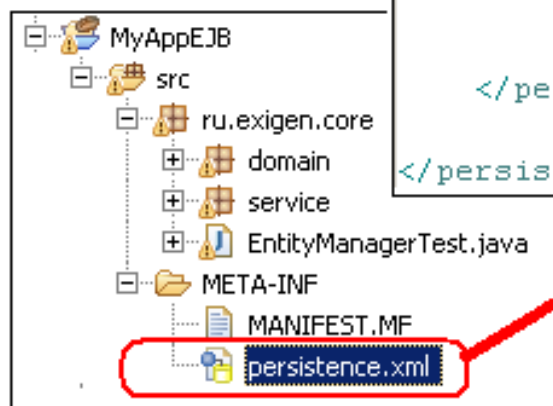 MyAppEJB
src
ru.exigen.core
domain
service
EntityManagerTest.java
META-INF
MANIFEST.MF
persistence.xml
</pe
</persis